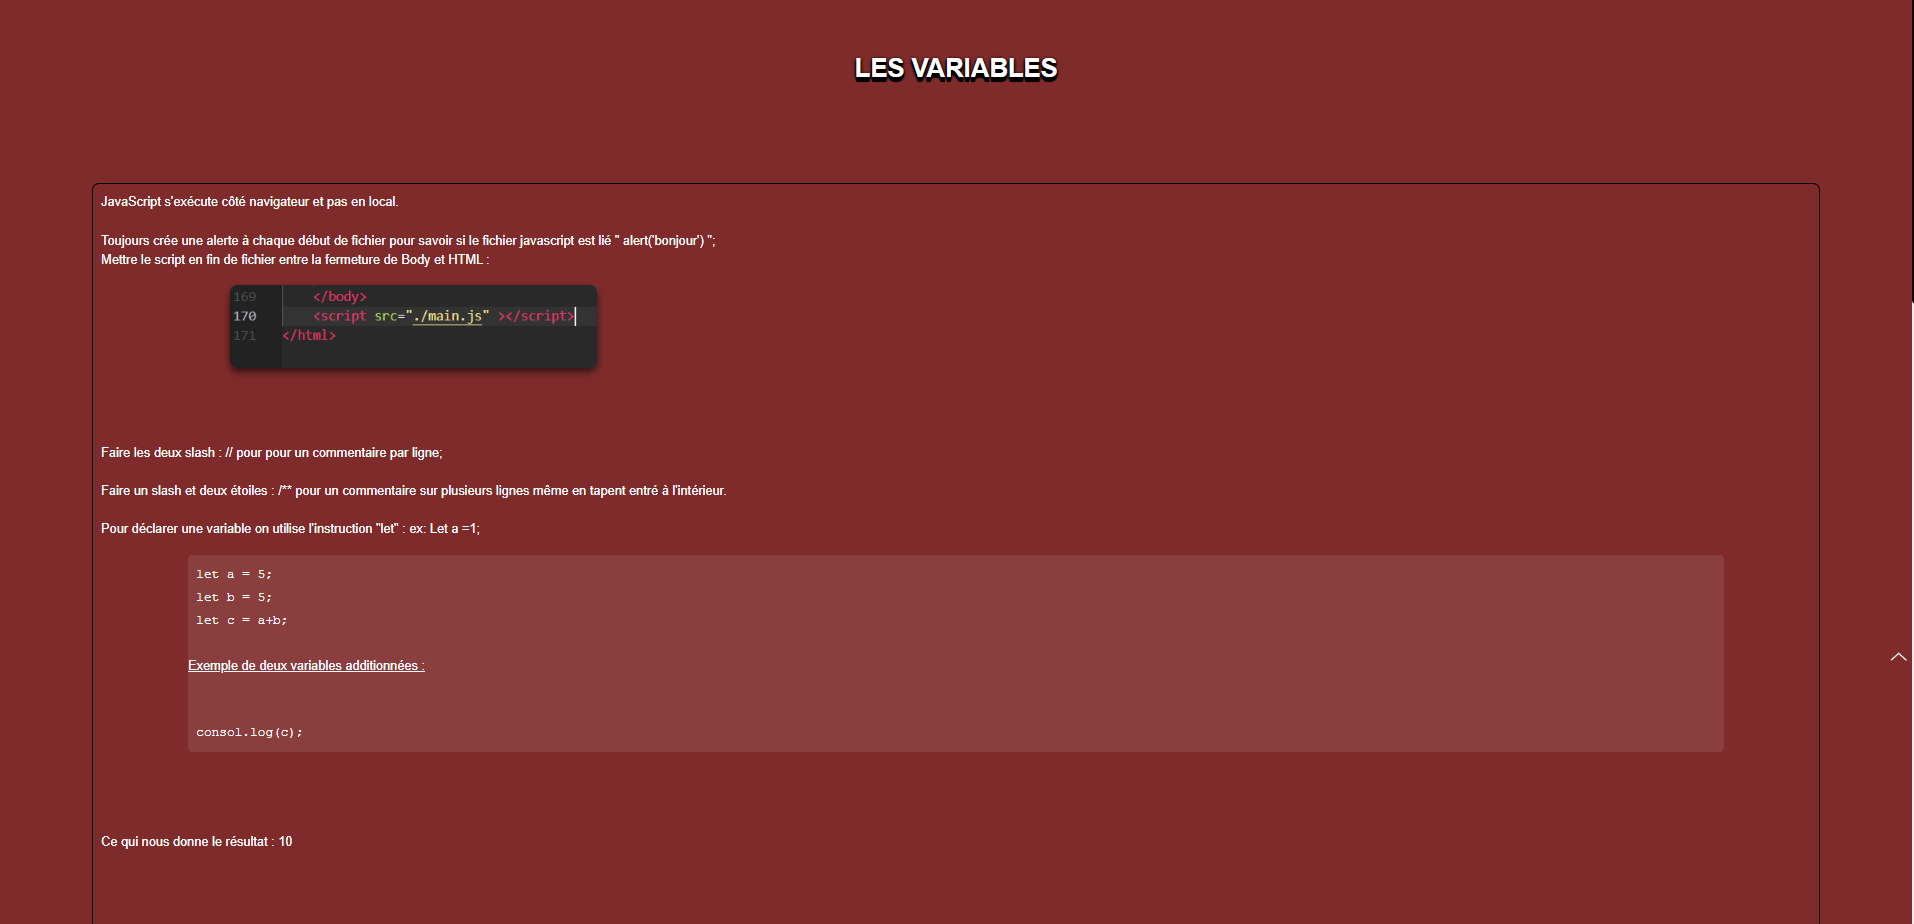 LES VARIABLES
JavaScript s'exécute côté navigateur et pas en local.
Toujours crée une alerte à chaque début de fichier pour savoir si le fichier javascript est lié " alert('bonjour') ";
Mettre le script en fin de fichier entre la fermeture de Body et HTML :
169 </body>
170 <script src="./main.js" ></script>
171 </html>
Faire les deux slash : // pour pour un commentaire par ligne;
Faire un slash et deux étoiles : /** pour un commentaire sur plusieurs lignes même en tapent entré à l'intérieur.
Pour déclarer une variable on utilise l'instruction "let" : ex: Let a =1;
let a = 5;
let b = 5;
let c = a+b;
Exemple de deux variables additionnées :
consol.log(c);
Ce qui nous donne le résultat : 10